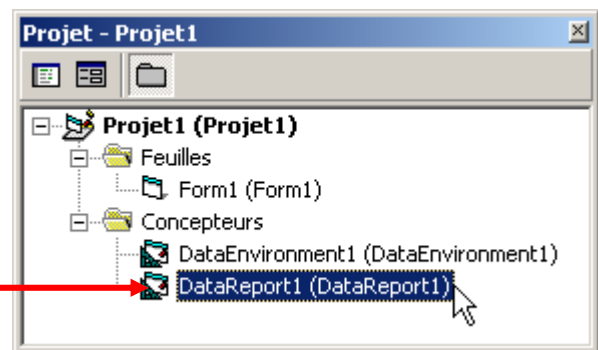 Projet - Projet1
Projet1 (Projet1)
Feuilles
Form1 (Form1)
Concepteurs
DataEnvironment1 (DataEnvironment1)
DataReport1 (DataReport1)